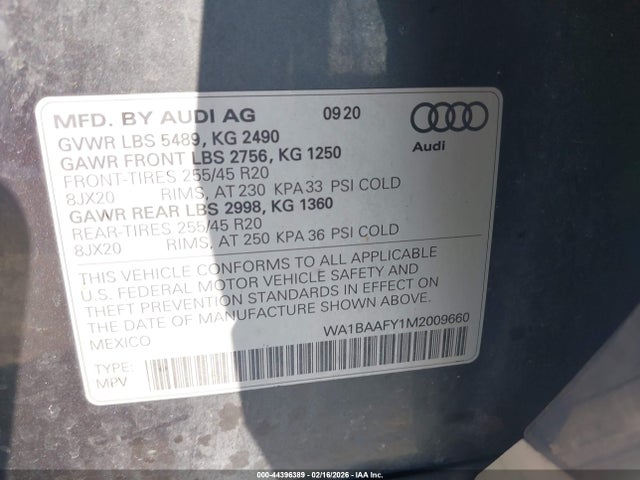 MFD. BY AUDI AG 09 20
GVWR LBS 5489, KG 2490
GAWR FRONT LBS 2756, KG 1250
FRONT-TIRES 255/45 R20
8JX20 RIMS, AT 230 KPA 33 PSI COLD
GAWR REAR LBS 2998, KG 1360
REAR-TIRES 255/45 R20
8JX20 RIMS, AT 250 KPA 36 PSI COLD
Audi
THIS VEHICLE CONFORMS TO ALL APPLICABLE
U.S. FEDERAL MOTOR VEHICLE SAFETY AND
THEFT PREVENTION STANDARDS IN EFFECT ON
THE DATE OF MANUFACTURE SHOWN ABOVE.
MEXICO WA1BAAFY1M2009660
TYPE:
MPV
000-44396389 - 02/16/2026 - IAA Inc.